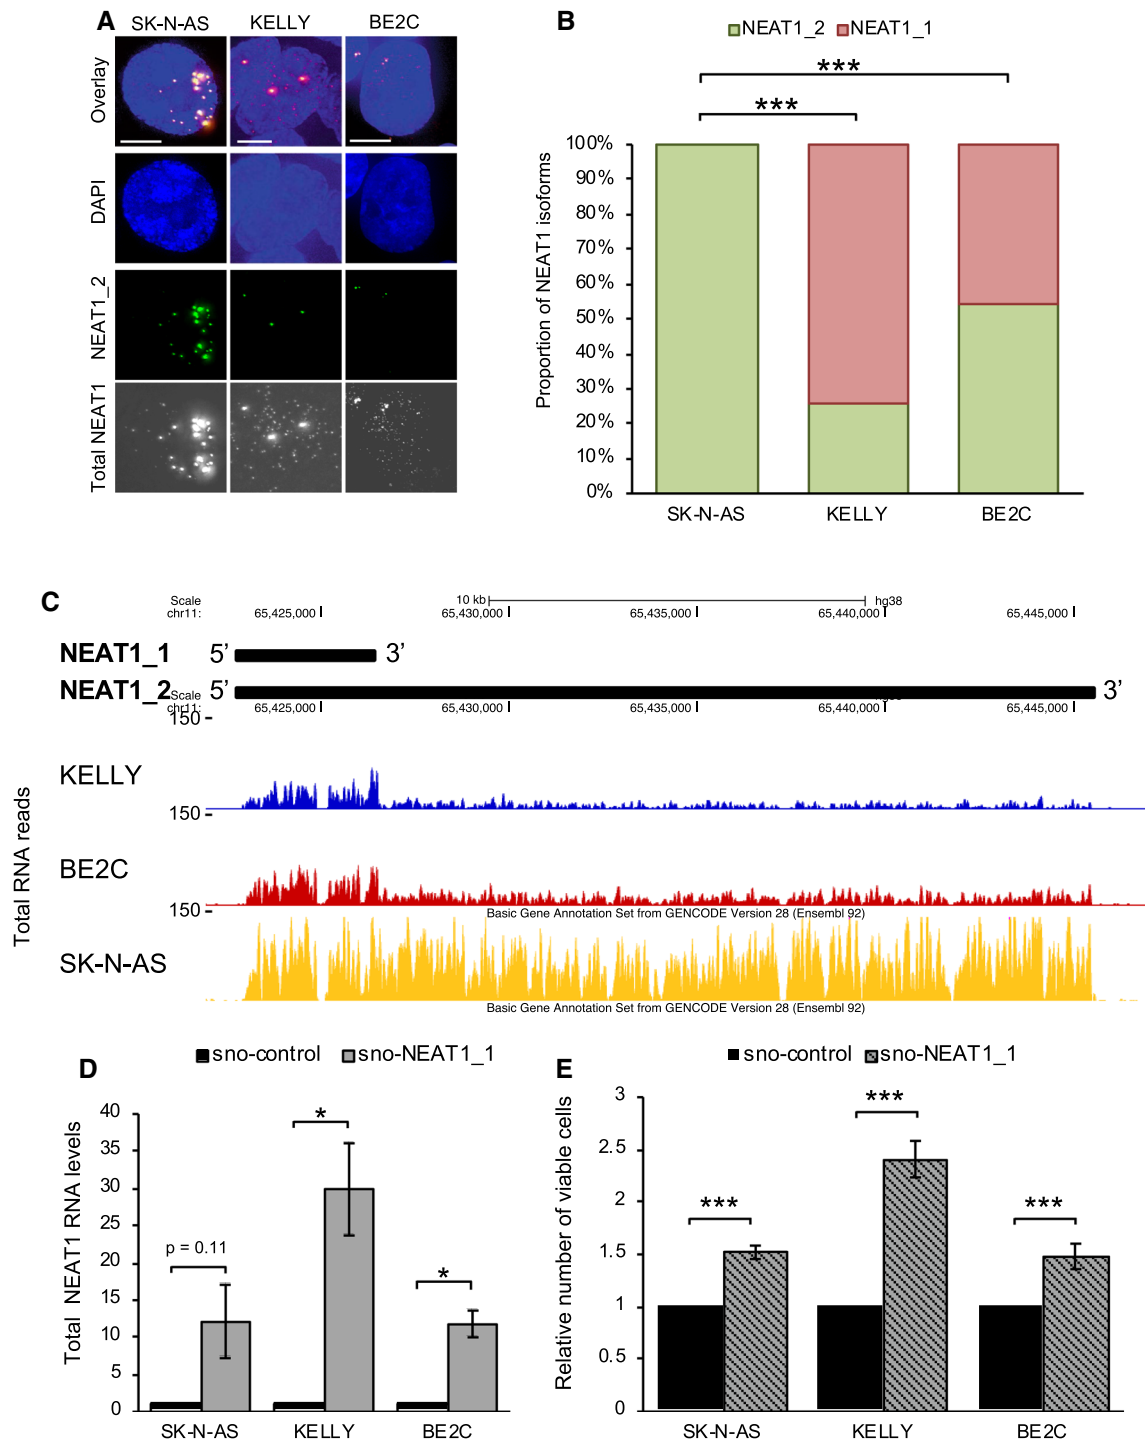 A
SK-N-AS KELLY BE2C
Overlay
DAPI
NEAT1_2
Total NEAT1
B
NEAT1_2 NEAT1_1
***
***
Proportion of NEAT1 isoforms
100%
90%
80%
70%
60%
50%
40%
30%
20%
10%
0%
SK-N-AS KELLY BE2C
C
Scale 10 kb hg38
chr11: 65,425,000 65,430,000 65,435,000 65,440,000 65,445,000
NEAT1_1 5’ 3’
NEAT1_2 5’ 3’
Scale
chr11: 65,425,000 65,430,000 65,435,000 65,440,000 65,445,000
Total RNA reads
150
KELLY
150
BE2C
150
Basic Gene Annotation Set from GENCODE Version 28 (Ensembl 92)
SK-N-AS
Basic Gene Annotation Set from GENCODE Version 28 (Ensembl 92)
D
sno-control sno-NEAT1_1
Total NEAT1 RNA levels
40
35
30
25
20
15
10
5
0
p = 0.11
*
*
SK-N-AS KELLY BE2C
E
sno-control sno-NEAT1_1
Relative number of viable cells
3
2.5
2
1.5
1
0.5
0
***
***
***
SK-N-AS KELLY BE2C